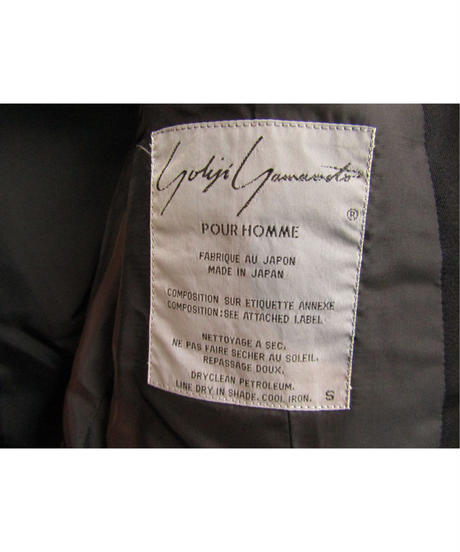 Yohji Yamamoto
®
POUR HOMME
FABRIQUE AU JAPON
MADE IN JAPAN
COMPOSITION SUR ETIQUETTE ANNEXE
COMPOSITION:SEE ATTACHED LABEL
NETTOYAGE A SEC.
NE PAS FAIRE SECHER AU SOLEIL.
REPASSAGE DOUX.
DRYCLEAN PETROLEUM.
LINE DRY IN SHADE. COOL IRON. S